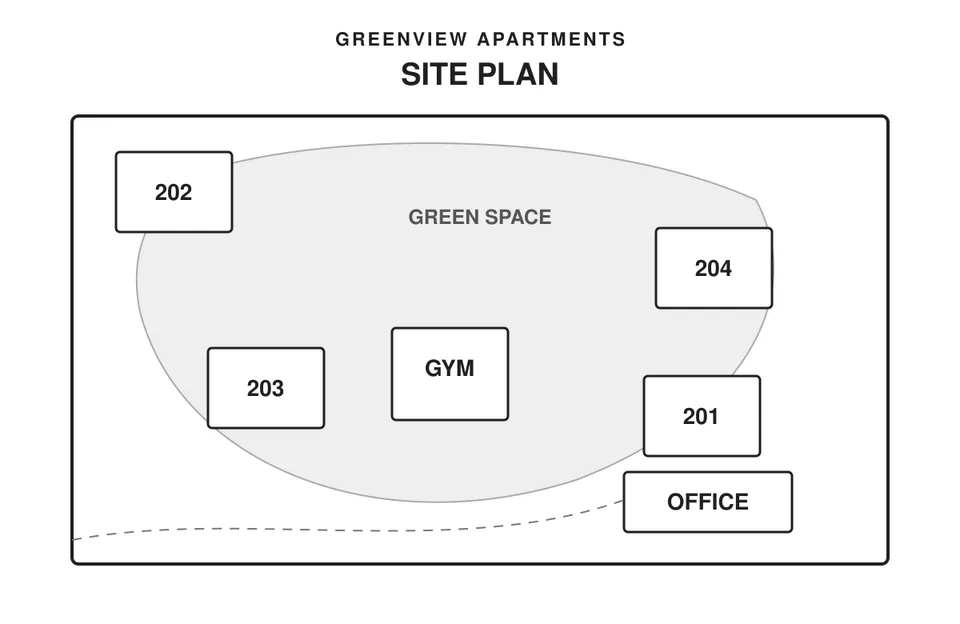 GREENVIEW APARTMENTS
SITE PLAN
202
GREEN SPACE
204
GYM
203
201
OFFICE